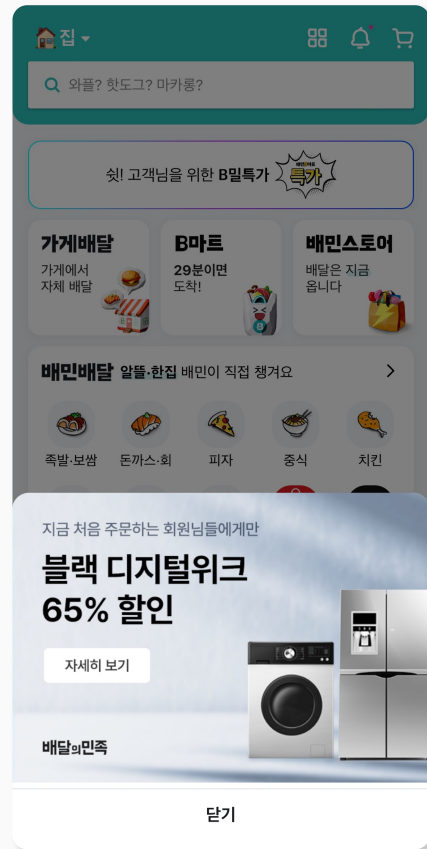 집
와플? 핫도그? 마카롱?
쉿! 고객님을 위한 B밀특가
특가
가게배달
가게에서
자체 배달
B마트
29분이면
도착!
배민스토어
배달은 지금
옵니다
배민배달 알뜰·한집 배민이 직접 챙겨요
족발·보쌈 돈까스·회 피자 중식 치킨
지금 처음 주문하는 회원님들에게만
블랙 디지털위크
65% 할인
자세히 보기
배달의민족
닫기